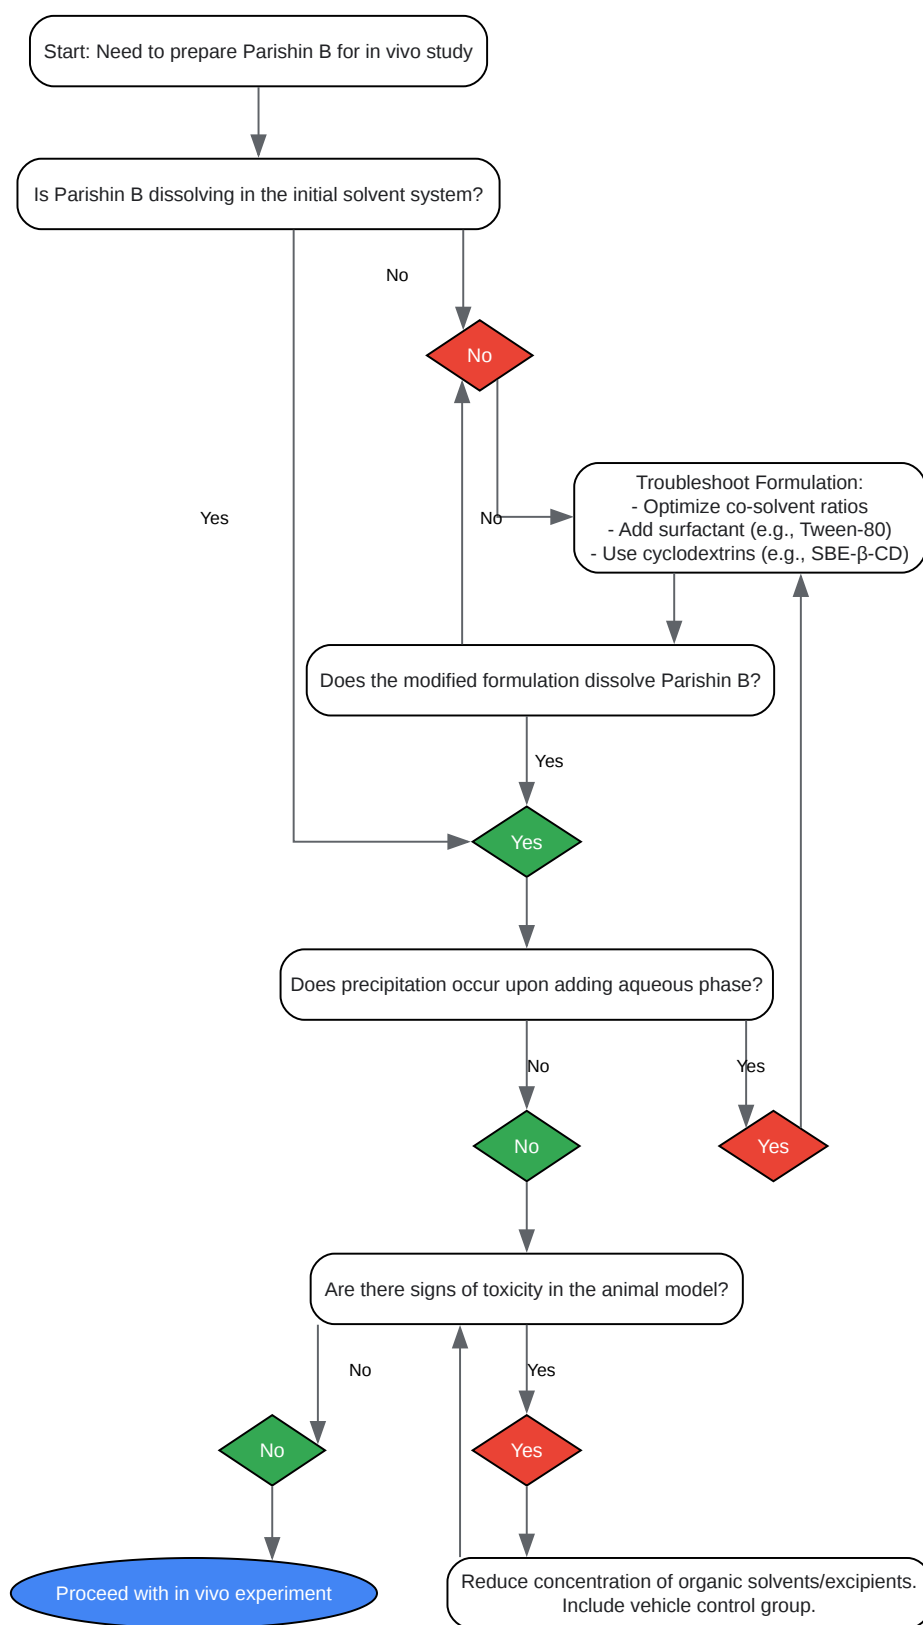 Start: Need to prepare Parishin B for in vivo study
Is Parishin B dissolving in the initial solvent system?
No
No
Troubleshoot Formulation:
- Optimize co-solvent ratios
- Add surfactant (e.g., Tween-80)
- Use cyclodextrins (e.g., SBE-β-CD)
Yes
No
Does the modified formulation dissolve Parishin B?
Yes
Yes
Does precipitation occur upon adding aqueous phase?
No
Yes
No
Yes
Are there signs of toxicity in the animal model?
No
Yes
No
Yes
Proceed with in vivo experiment
Reduce concentration of organic solvents/excipients.
Include vehicle control group.